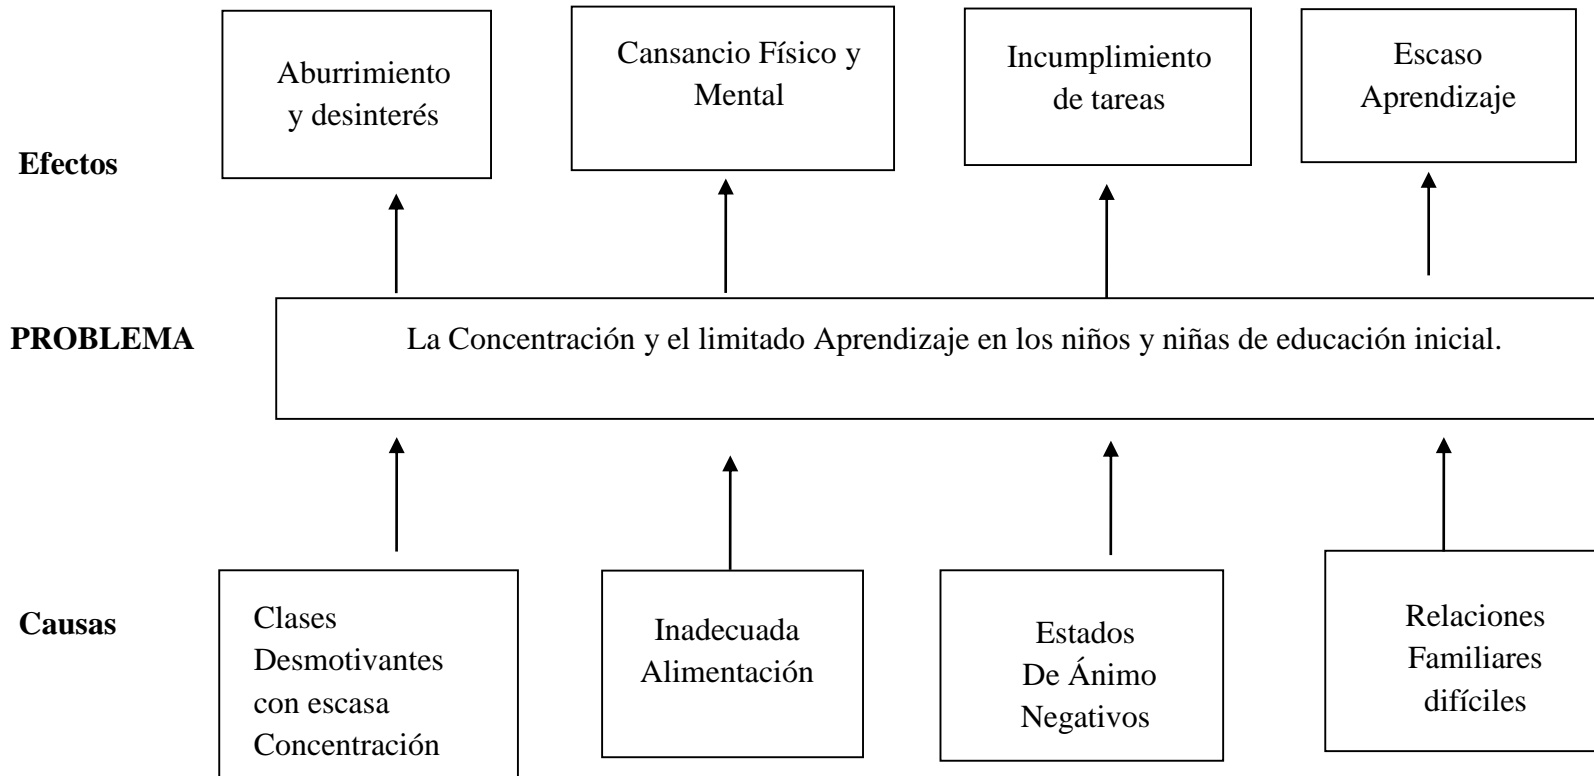 Aburrimiento
y desinterés
Cansancio Físico y
Mental
Incumplimiento
de tareas
Escaso
Aprendizaje
Efectos
PROBLEMA
La Concentración y el limitado Aprendizaje en los niños y niñas de educación inicial.
Causas
Clases
Desmotivantes
con escasa
Concentración
Inadecuada
Alimentación
Estados
De Ánimo
Negativos
Relaciones
Familiares
difíciles